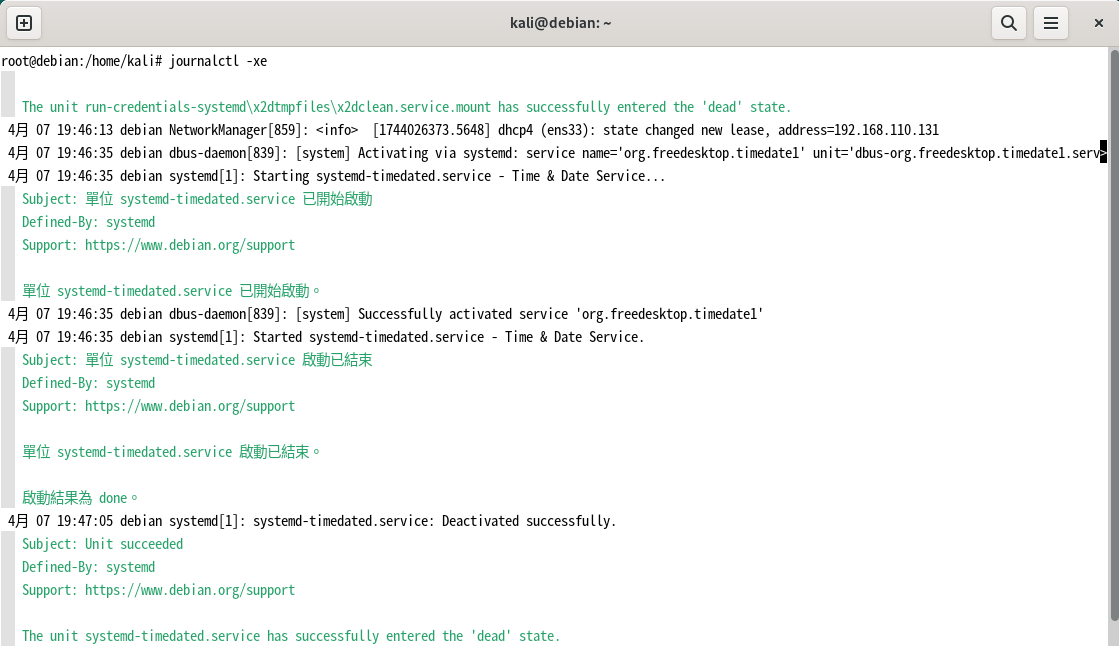 kali@debian: ~
root@debian:/home/kali# journalctl -xe
The unit run-credentials-systemd\x2dtmpfiles\x2dclean.service.mount has successfully entered the 'dead' state.
4月 07 19:46:13 debian NetworkManager[859]: <info>  [1744026373.5648] dhcp4 (ens33): state changed new lease, address=192.168.110.131
4月 07 19:46:35 debian dbus-daemon[839]: [system] Activating via systemd: service name='org.freedesktop.timedate1' unit='dbus-org.freedesktop.timedate1.serv>
4月 07 19:46:35 debian systemd[1]: Starting systemd-timedated.service - Time & Date Service...
Subject: 單位 systemd-timedated.service 已開始啟動
Defined-By: systemd
Support: https://www.debian.org/support
單位 systemd-timedated.service 已開始啟動。
4月 07 19:46:35 debian dbus-daemon[839]: [system] Successfully activated service 'org.freedesktop.timedate1'
4月 07 19:46:35 debian systemd[1]: Started systemd-timedated.service - Time & Date Service.
Subject: 單位 systemd-timedated.service 啟動已結束
Defined-By: systemd
Support: https://www.debian.org/support
單位 systemd-timedated.service 啟動已結束。
啟動結果為 done。
4月 07 19:47:05 debian systemd[1]: systemd-timedated.service: Deactivated successfully.
Subject: Unit succeeded
Defined-By: systemd
Support: https://www.debian.org/support
The unit systemd-timedated.service has successfully entered the 'dead' state.